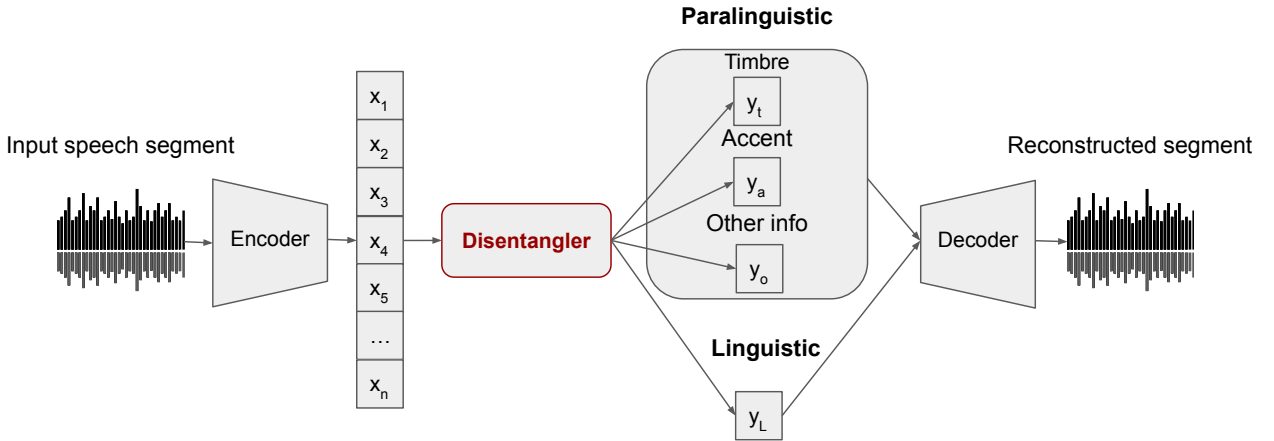 Paralinguistic
Timbre
y_t
Accent
y_a
Other info
y_o
Input speech segment
Encoder
x_1
x_2
x_3
x_4
x_5
...
x_n
Disentangler
Linguistic
y_L
Reconstructed segment
Decoder